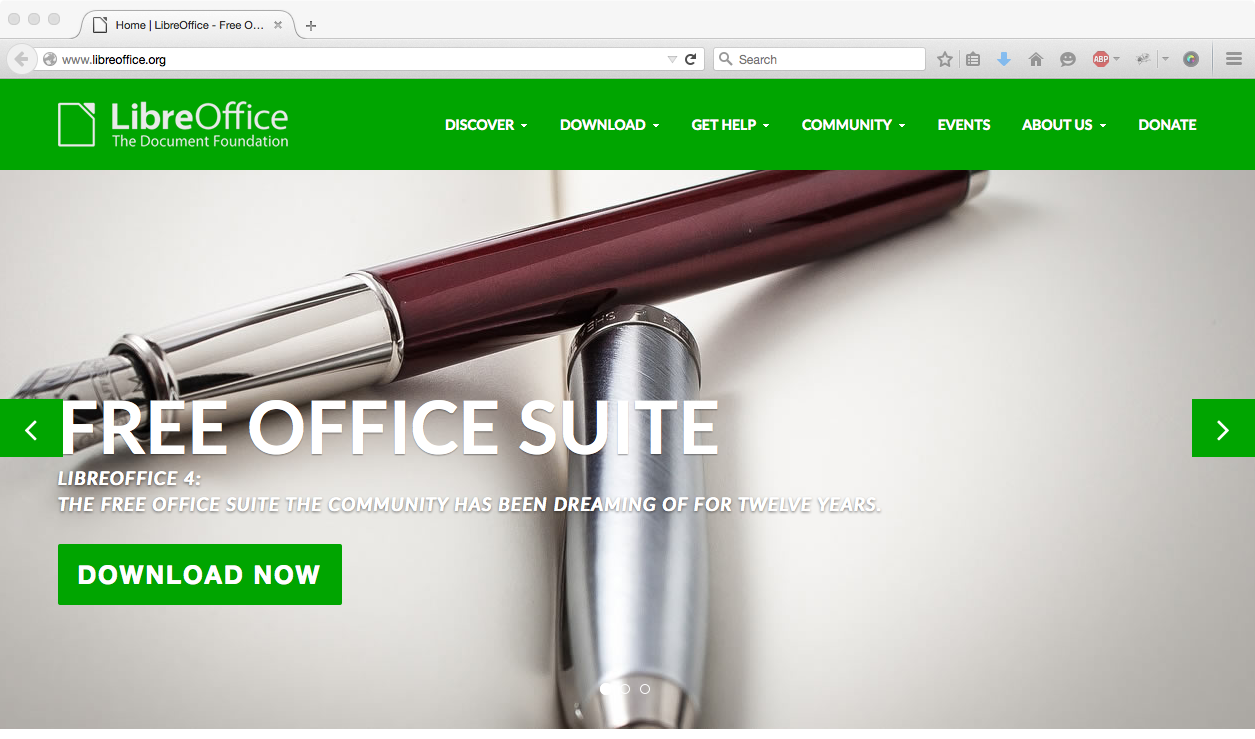 Home | LibreOffice - Free O...
www.libreoffice.org
Search
ABP
LibreOffice
The Document Foundation
DISCOVER
DOWNLOAD
GET HELP
COMMUNITY
EVENTS
ABOUT US
DONATE
FREE OFFICE SUITE
LIBREOFFICE 4:
THE FREE OFFICE SUITE THE COMMUNITY HAS BEEN DREAMING OF FOR TWELVE YEARS.
DOWNLOAD NOW